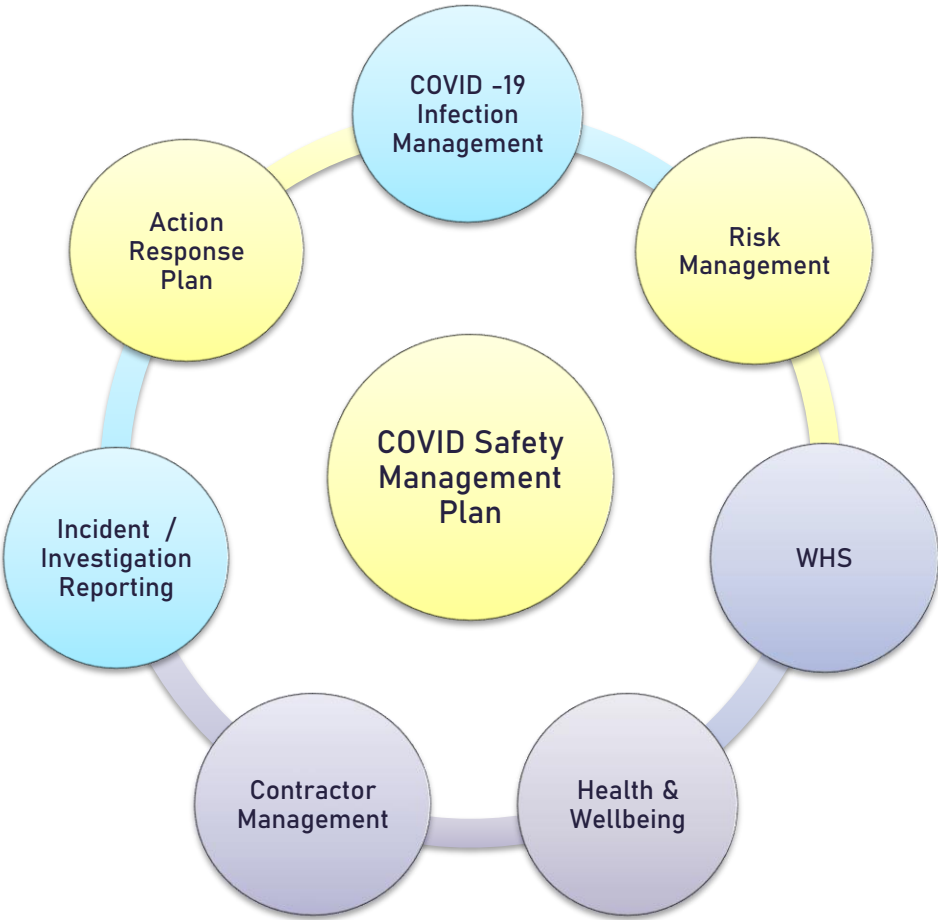 COVID -19
Infection
Management
Risk
Management
WHS
Health &
Wellbeing
Contractor
Management
Incident /
Investigation
Reporting
Action
Response
Plan
COVID Safety
Management
Plan